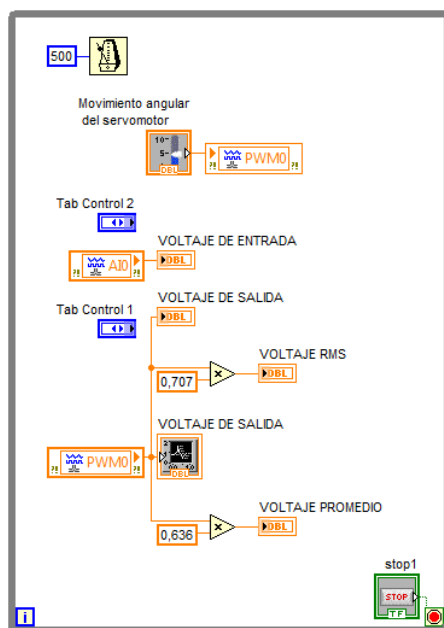 500
Movimiento angular
del servomotor
10-
5-
DBL
PWM0
?!
?!
Tab Control 2
VOLTAJE DE ENTRADA
AI0
?!
?!
DBL
VOLTAJE DE SALIDA
Tab Control 1
DBL
VOLTAJE RMS
0,707
x
DBL
VOLTAJE DE SALIDA
?!
PWM0
?!
2
0
DBL
VOLTAJE PROMEDIO
0,636
x
DBL
stop1
STOP
TF
i